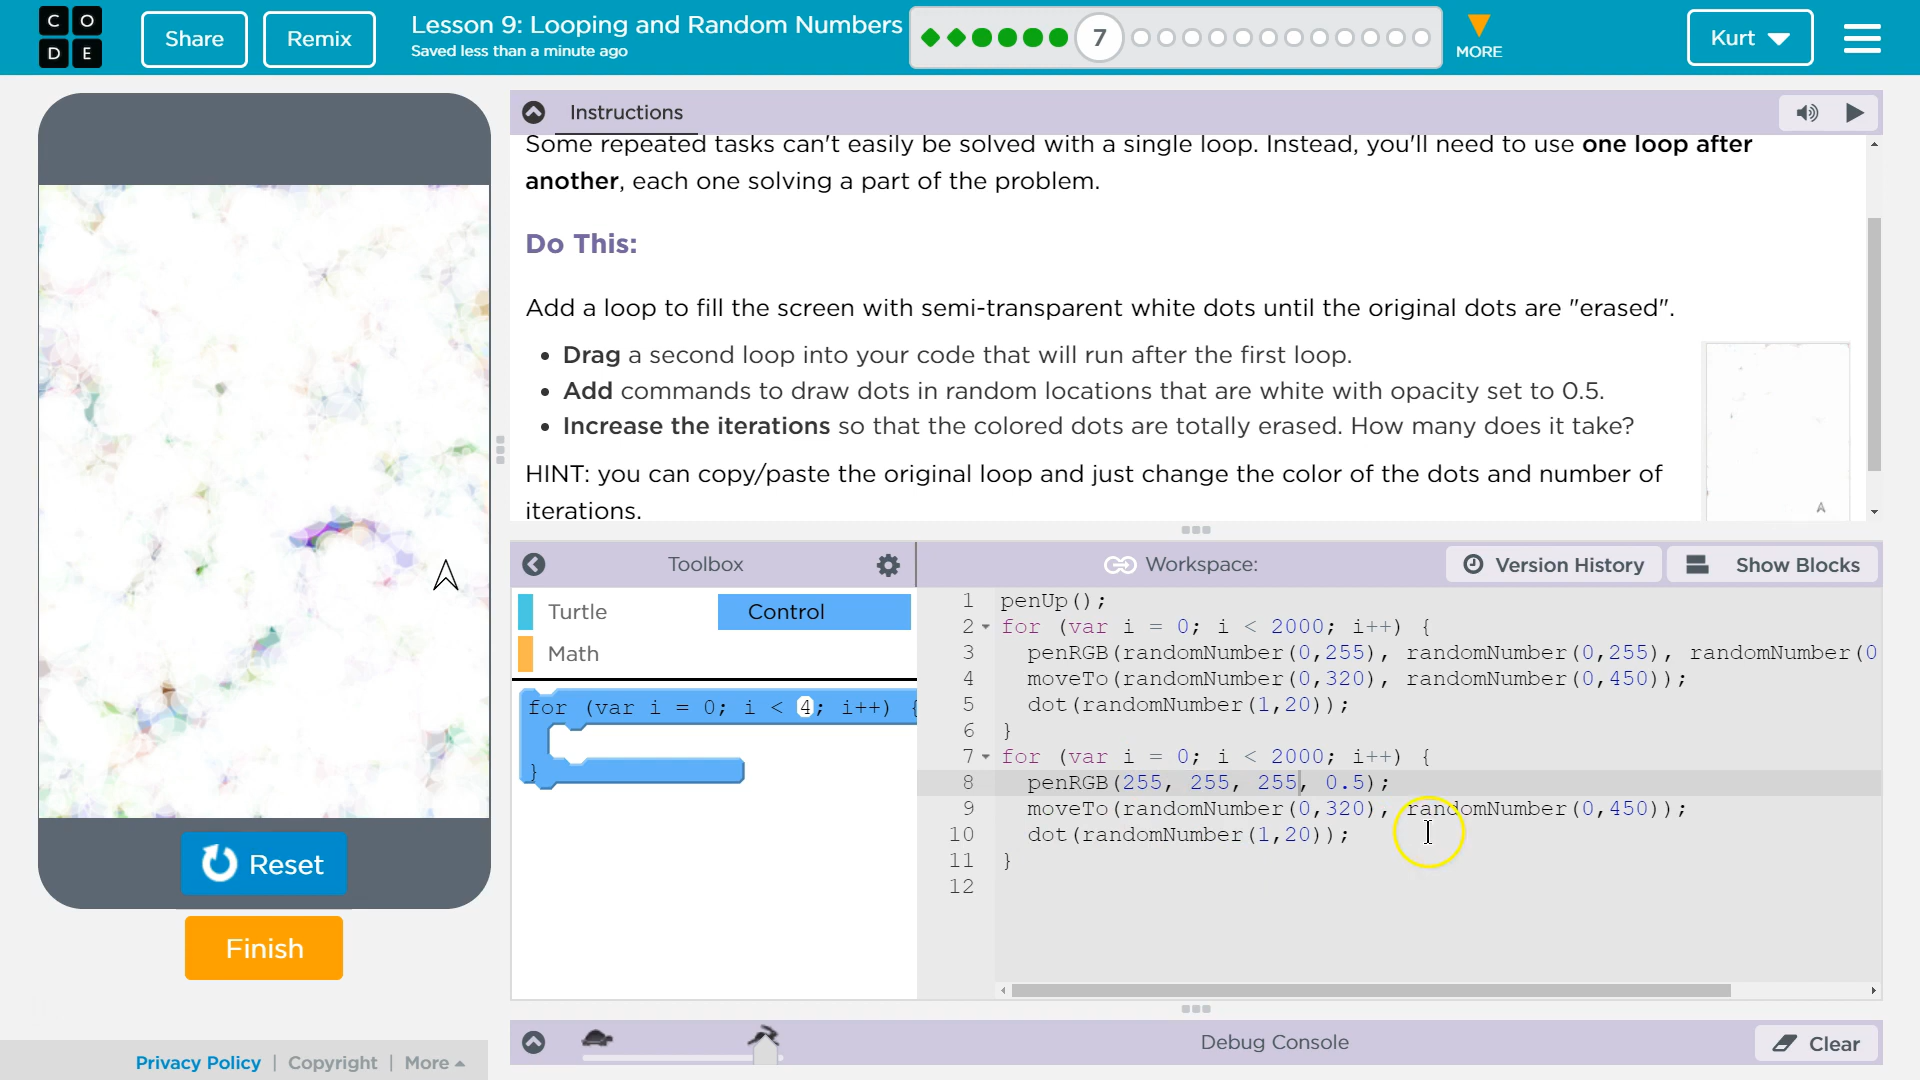 CODE
Share
Remix
Lesson 9: Looping and Random Numbers
Saved less than a minute ago
7
MORE
Kurt
Instructions
Some repeated tasks can't easily be solved with a single loop. Instead, you'll need to use one loop after
another, each one solving a part of the problem.
Do This:
Add a loop to fill the screen with semi-transparent white dots until the original dots are "erased".
• Drag a second loop into your code that will run after the first loop.
• Add commands to draw dots in random locations that are white with opacity set to 0.5.
• Increase the iterations so that the colored dots are totally erased. How many does it take?
HINT: you can copy/paste the original loop and just change the color of the dots and number of
iterations.
Toolbox
Workspace:
Version History
Show Blocks
Turtle
Control
Math
for (var i = 0; i < 4; i++) {
}
1 penUp();
2 for (var i = 0; i < 2000; i++) {
3 penRGB(randomNumber(0,255), randomNumber(0,255), randomNumber(0
4 moveTo(randomNumber(0,320), randomNumber(0,450));
5 dot(randomNumber(1,20));
6 }
7 for (var i = 0; i < 2000; i++) {
8 penRGB(255, 255, 255, 0.5);
9 moveTo(randomNumber(0,320), randomNumber(0,450));
10 dot(randomNumber(1,20));
11 }
12
Reset
Finish
Debug Console
Clear
Privacy Policy | Copyright | More